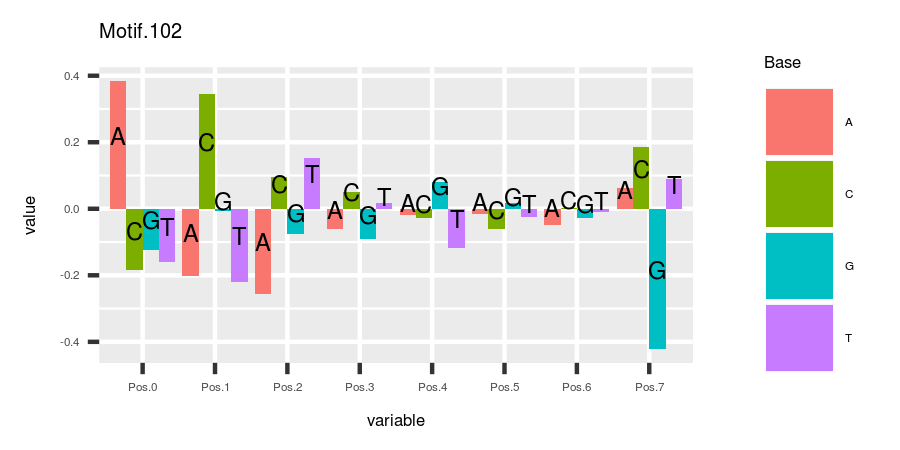 Motif.102
Base
0.4
0.2
0.0
-0.2
-0.4
value
A C G T A C G T A C G T A C G T A C G T A C G T A C G T A C G T
A
C
G
T
Pos.0 Pos.1 Pos.2 Pos.3 Pos.4 Pos.5 Pos.6 Pos.7
variable